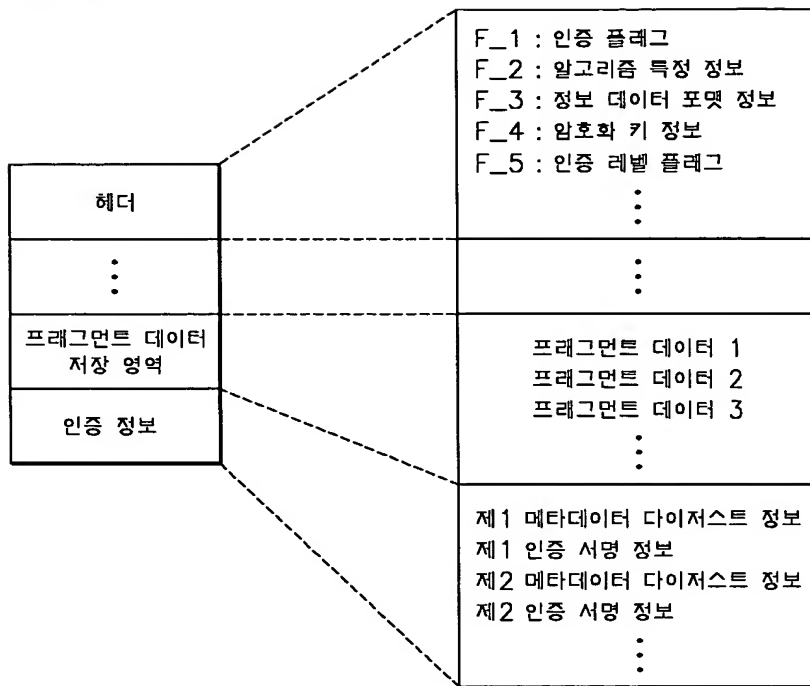 헤더
⋮
프래그먼트 데이터
저장 영역
인증 정보
F_1 : 인증 플래그
F_2 : 알고리즘 특정 정보
F_3 : 정보 데이터 포맷 정보
F_4 : 암호화 키 정보
F_5 : 인증 레벨 플래그
⋮
⋮
프래그먼트 데이터 1
프래그먼트 데이터 2
프래그먼트 데이터 3
⋮
제1 메타데이터 다이저스트 정보
제1 인증 서명 정보
제2 메타데이터 다이저스트 정보
제2 인증 서명 정보
⋮